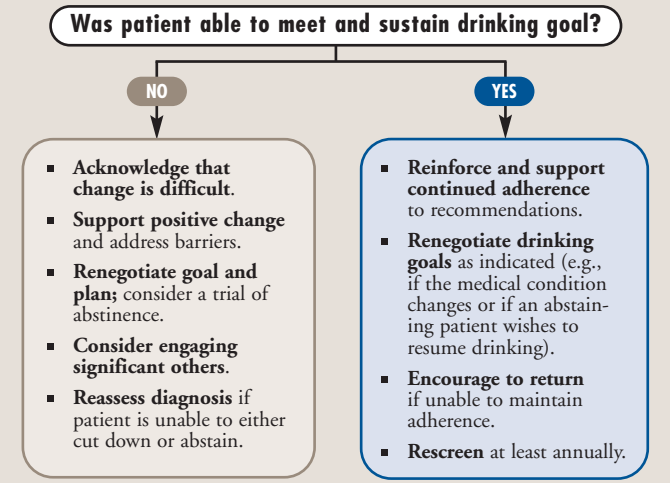 Was patient able to meet and sustain drinking goal?
NO
YES
▪ Acknowledge that
change is difficult.
▪ Support positive change
and address barriers.
▪ Renegotiate goal and
plan; consider a trial of
abstinence.
▪ Consider engaging
significant others.
▪ Reassess diagnosis if
patient is unable to either
cut down or abstain.
▪ Reinforce and support
continued adherence
to recommendations.
▪ Renegotiate drinking
goals as indicated (e.g.,
if the medical condition
changes or if an abstain-
ing patient wishes to
resume drinking).
▪ Encourage to return
if unable to maintain
adherence.
▪ Rescreen at least annually.